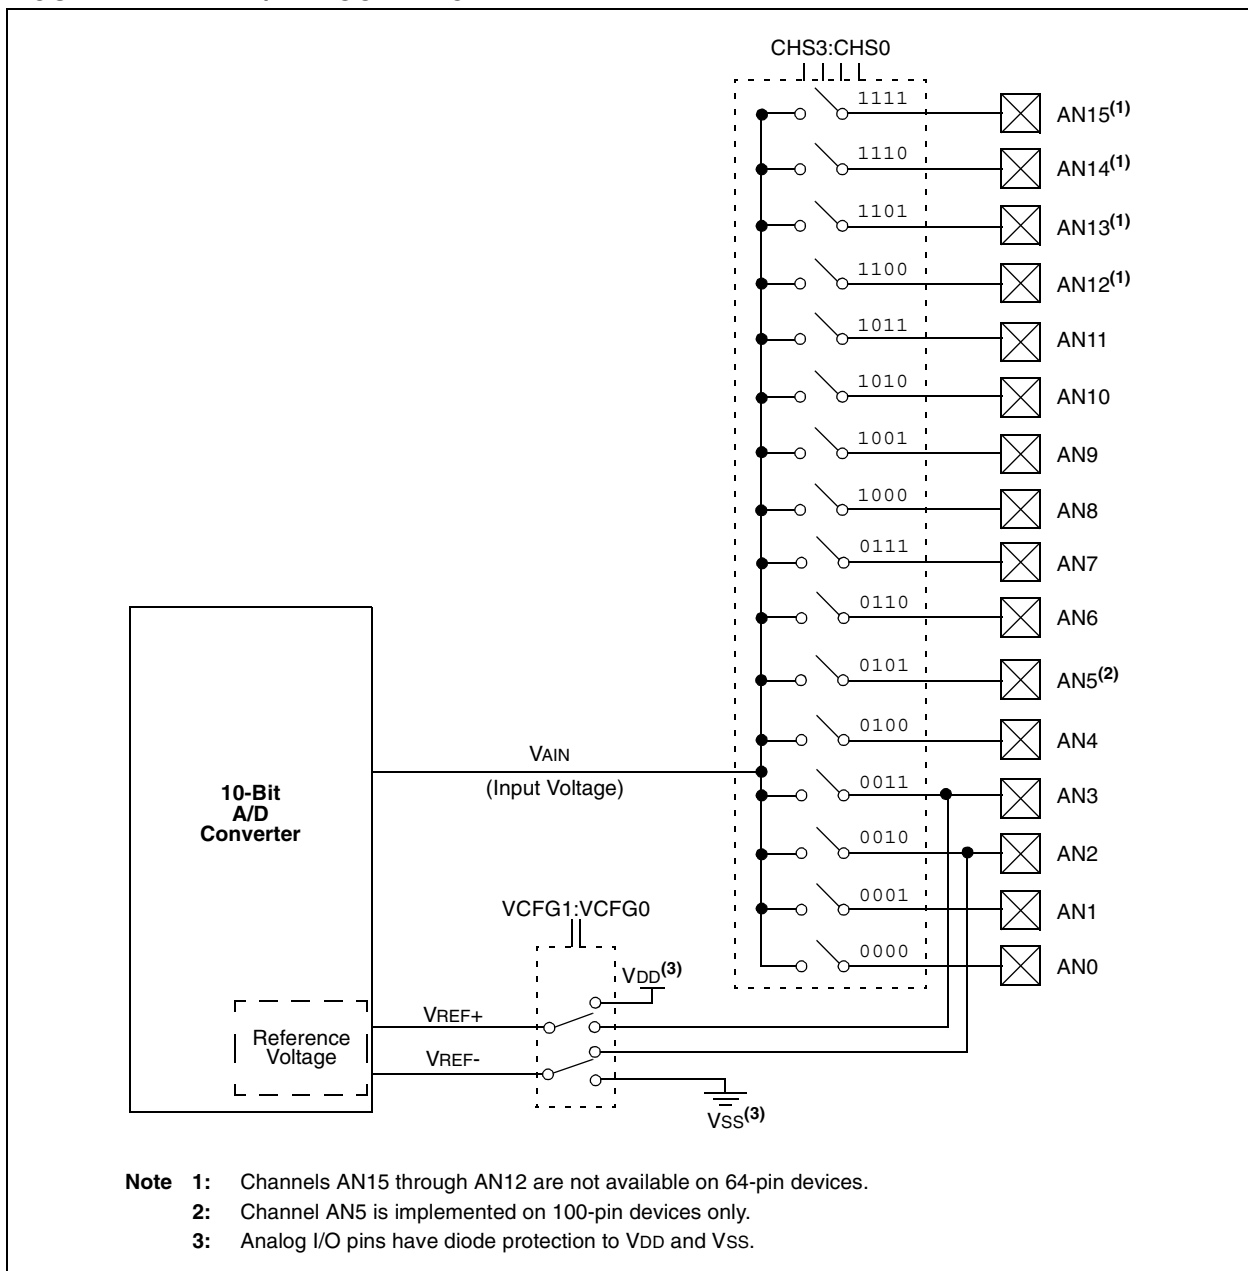 CHS3:CHS0
1111 AN15(1)
1110 AN14(1)
1101 AN13(1)
1100 AN12(1)
1011 AN11
1010 AN10
1001 AN9
1000 AN8
0111 AN7
0110 AN6
0101 AN5(2)
0100 AN4
VAIN
(Input Voltage)
0011 AN3
10-Bit
A/D
Converter
0010 AN2
0001 AN1
VCFG1:VCFG0
0000 AN0
VDD(3)
VREF+
Reference
Voltage
VREF-
VSS(3)
Note 1: Channels AN15 through AN12 are not available on 64-pin devices.
2: Channel AN5 is implemented on 100-pin devices only.
3: Analog I/O pins have diode protection to VDD and VSS.